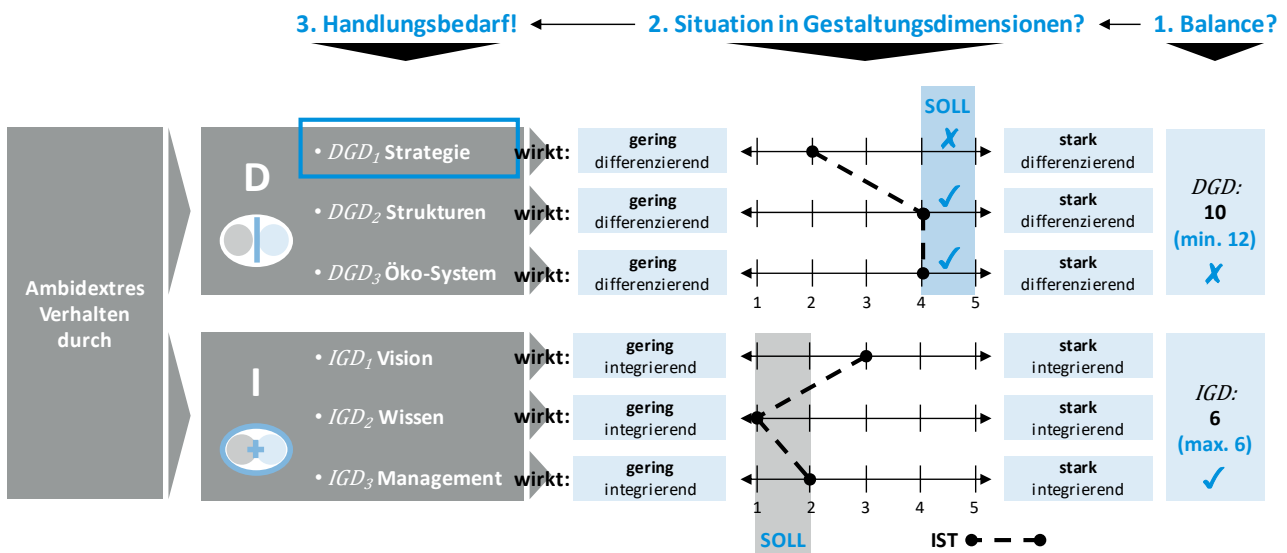 3. Handlungsbedarf! 2. Situation in Gestaltungsdimensionen? 1. Balance?
SOLL
Ambidextres
Verhalten
durch
D
• DGD1 Strategie wirkt:
gering
differenzierend
✗
stark
differenzierend
• DGD2 Strukturen wirkt:
gering
differenzierend
✓
stark
differenzierend
• DGD3 Öko-System wirkt:
gering
differenzierend
✓
stark
differenzierend
1 2 3 4 5
DGD:
10
(min. 12)
✗
I
• IGD1 Vision wirkt:
gering
integrierend
stark
integrierend
• IGD2 Wissen wirkt:
gering
integrierend
stark
integrierend
• IGD3 Management wirkt:
gering
integrierend
stark
integrierend
1 2 3 4 5
IGD:
6
(max. 6)
✓
SOLL
IST